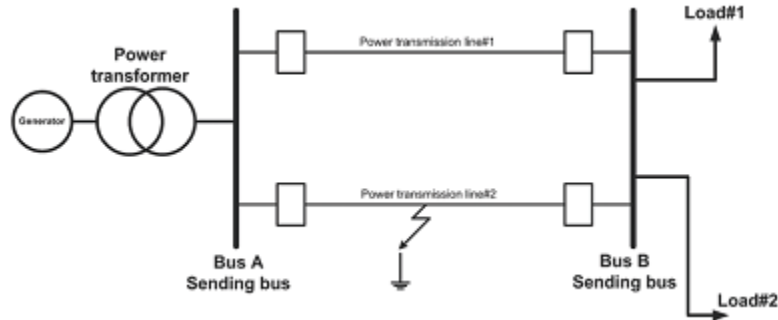 Load#1
Power transmission line#1
Power
transformer
Generator
Power transmission line#2
Bus A
Sending bus
Bus B
Sending bus
Load#2